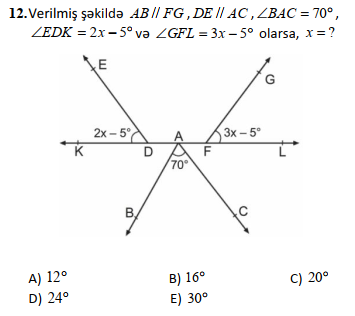 12.Verilmiş şəkildə AB // FG , DE // AC , ∠BAC = 70° ,
∠EDK = 2x – 5° və ∠GFL = 3x – 5° olarsa, x = ?
E
G
2x – 5°
A
3x – 5°
K
D
F
L
70°
B
C
A) 12°
B) 16°
C) 20°
D) 24°
E) 30°